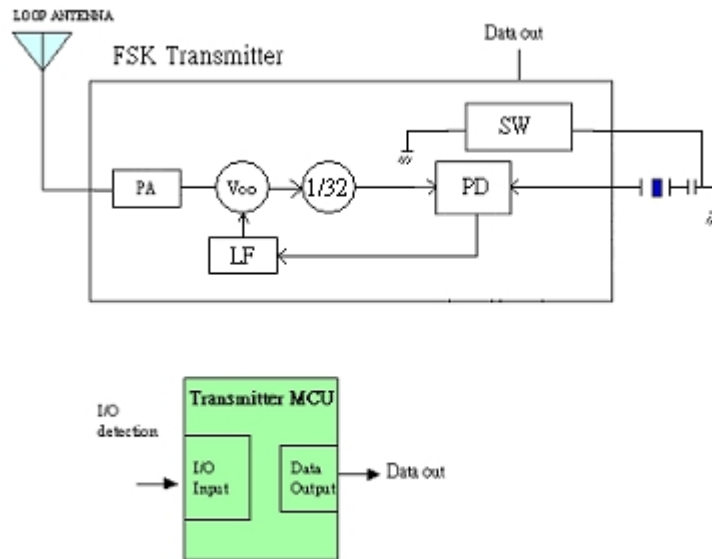 LOOP ANTENNA
FSK Transmitter
Data out
SW
PA
Vco
1/32
PD
LF
Transmitter MCU
I/O
detection
I/O
Input
Data
Output
Data out